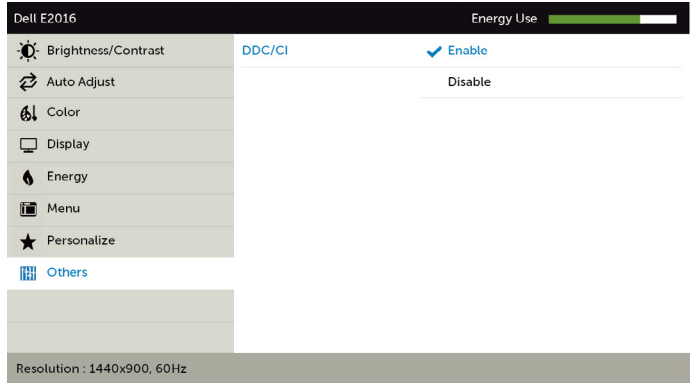 Dell E2016 Energy Use
Brightness/Contrast DDC/CI Enable
Auto Adjust Disable
Color
Display
Energy
Menu
Personalize
Others
Resolution : 1440x900, 60Hz